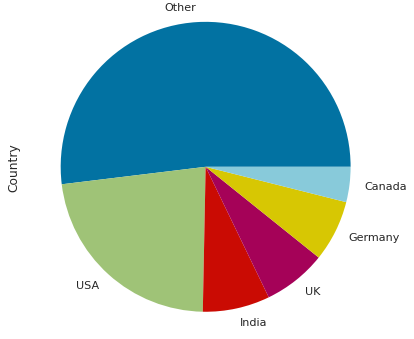 Other
Country
Canada
Germany
USA
UK
India